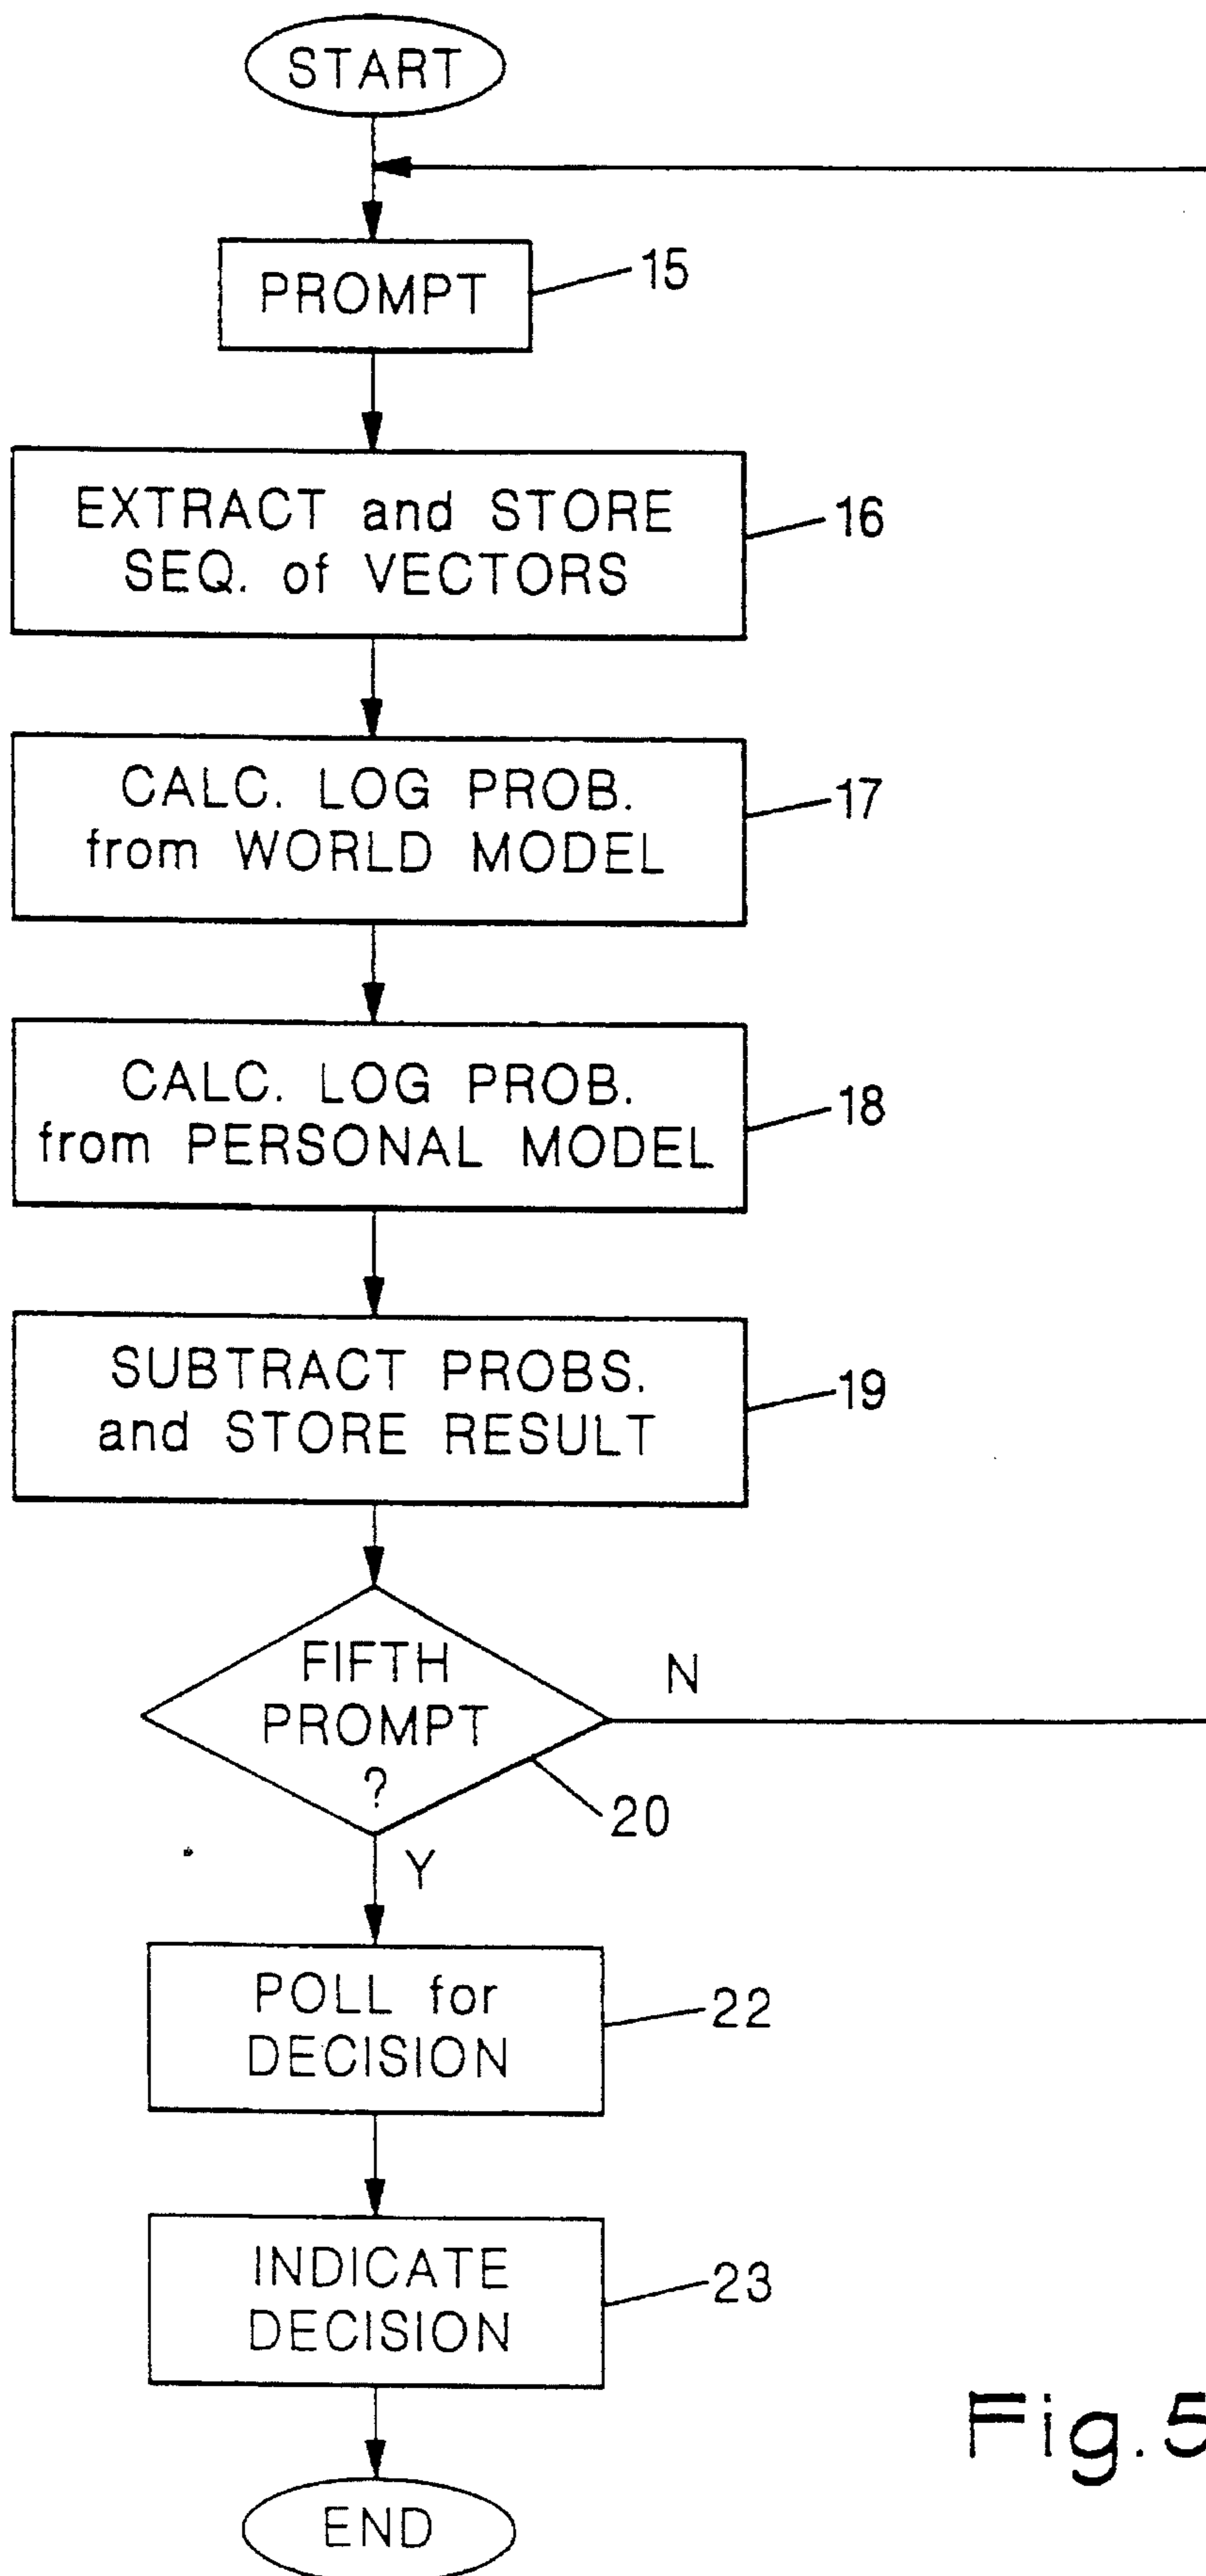 START
PROMPT
15
EXTRACT and STORE
SEQ. of VECTORS
16
CALC. LOG PROB.
from WORLD MODEL
17
CALC. LOG PROB.
from PERSONAL MODEL
18
SUBTRACT PROBS.
and STORE RESULT
19
FIFTH
PROMPT
?
N
20
Y
POLL for
DECISION
22
INDICATE
DECISION
23
Fig.5
END